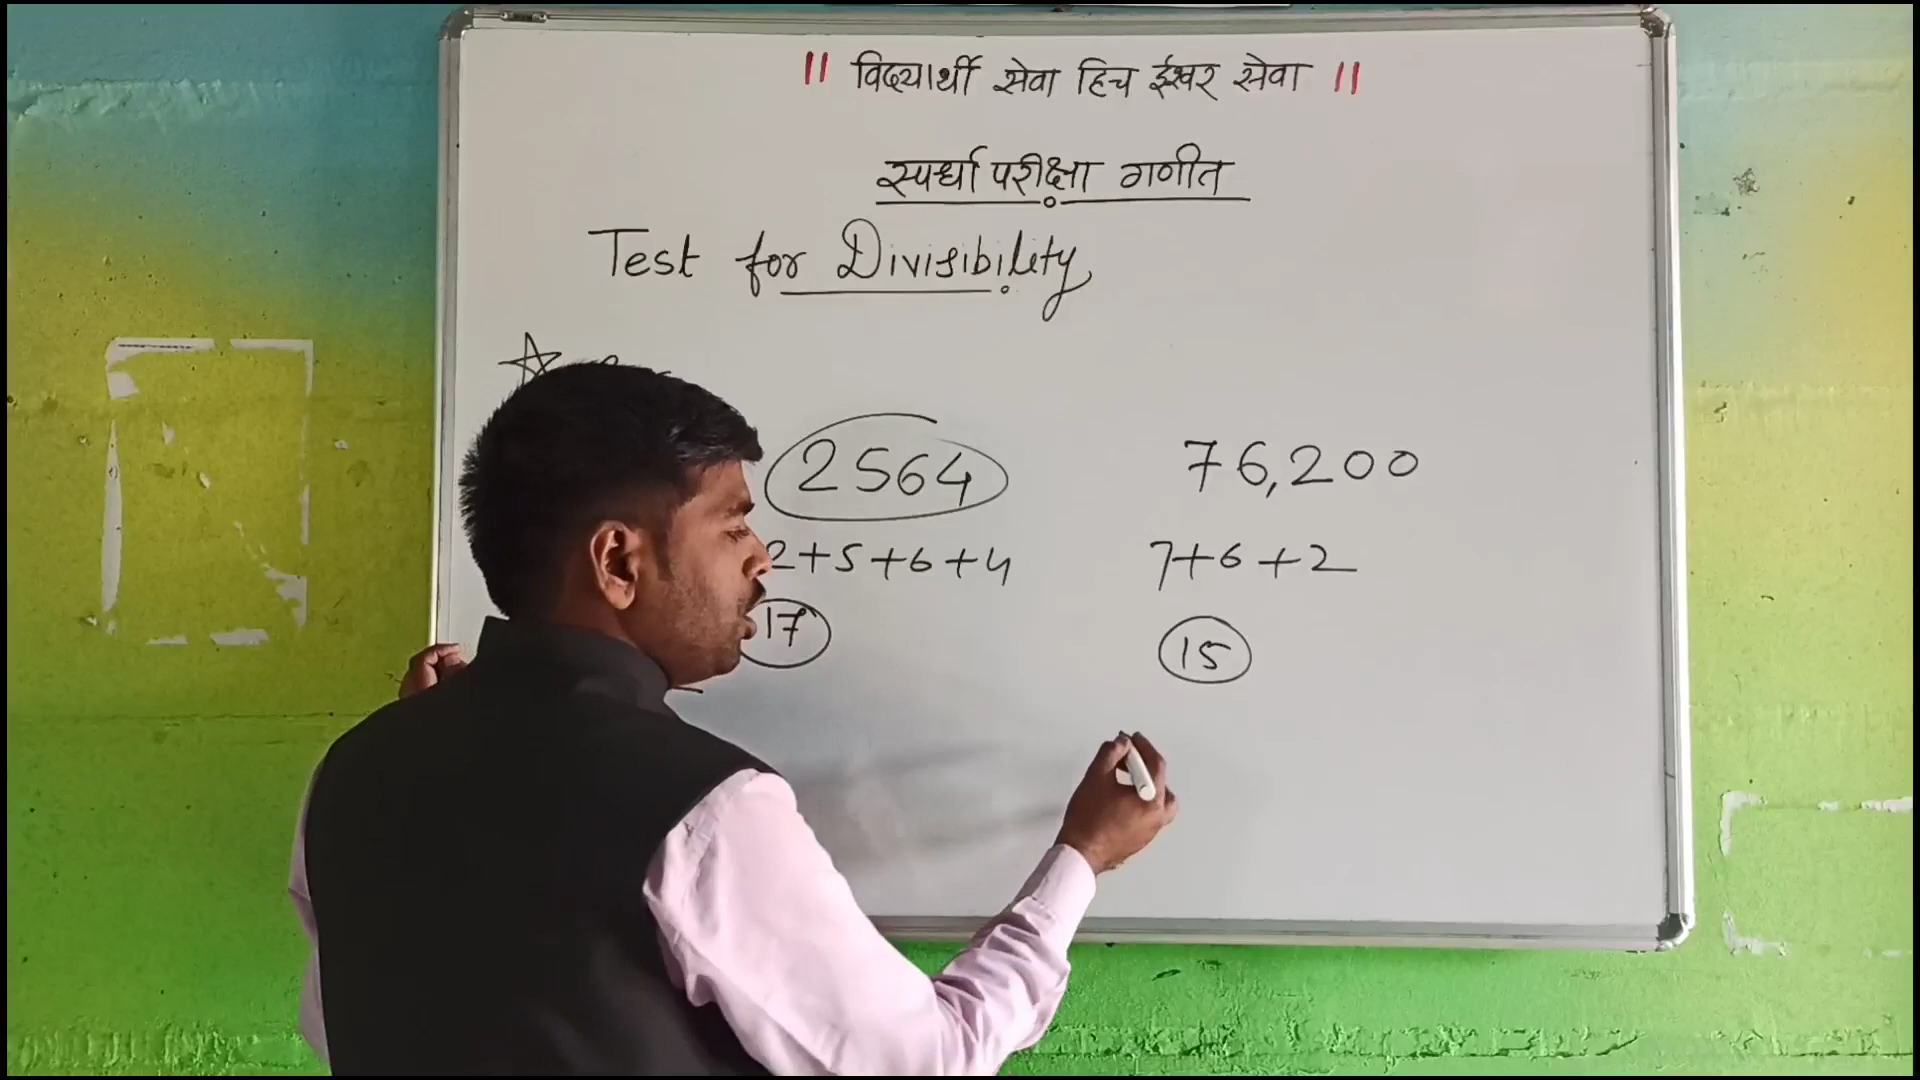 || विद्यार्थी सेवा हिच ईश्वर सेवा ||
स्पर्धा परीक्षा गणीत
Test for Divisibility
2564 76,200
2+5+6+4 7+6+2
17 15